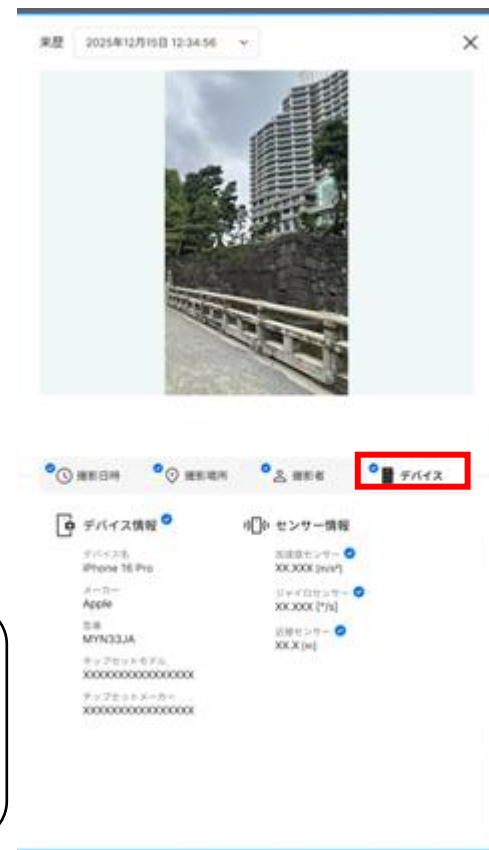 来歴 2025年12月15日 12:34:56
撮影日時 撮影場所 撮影者 デバイス
デバイス情報
デバイス名
iPhone 16 Pro
メーカー
Apple
型番
MYN33JA
チップセットモデル
XXXXXXXXXXXXXXXX
チップセットメーカー
XXXXXXXXXXXXXXXX
センサー情報
加速度センサー
XX.XXX [m/s²]
ジャイロセンサー
XX.XXX [°/s]
近接センサー
XX.X [m]